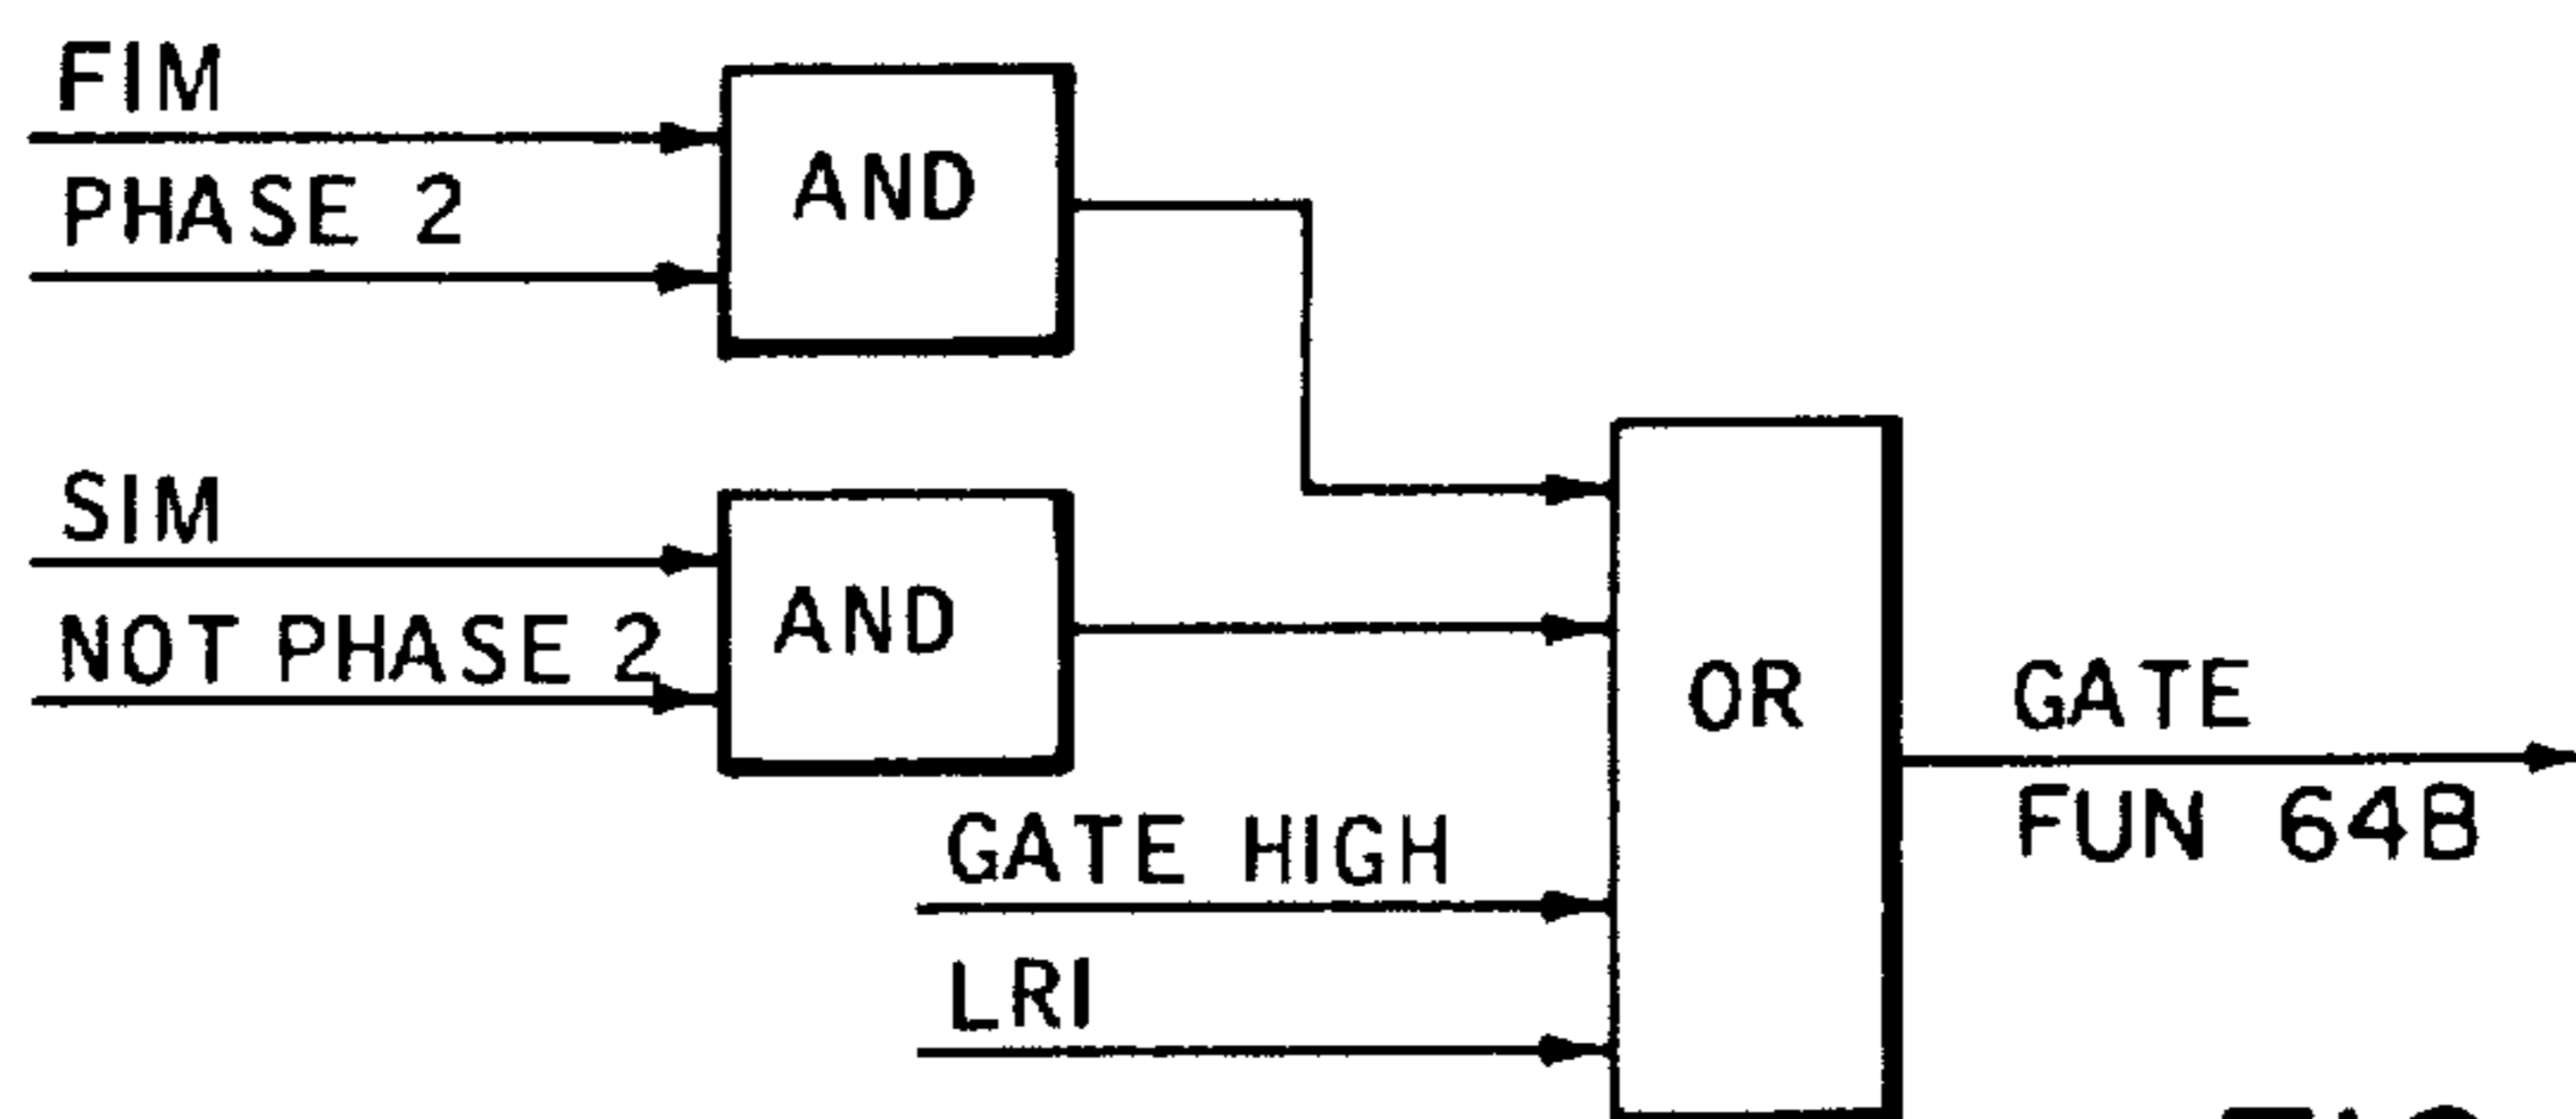 FIM
PHASE 2
AND
SIM
NOT PHASE 2
AND
GATE HIGH
LRI
OR
GATE
FUN 64B